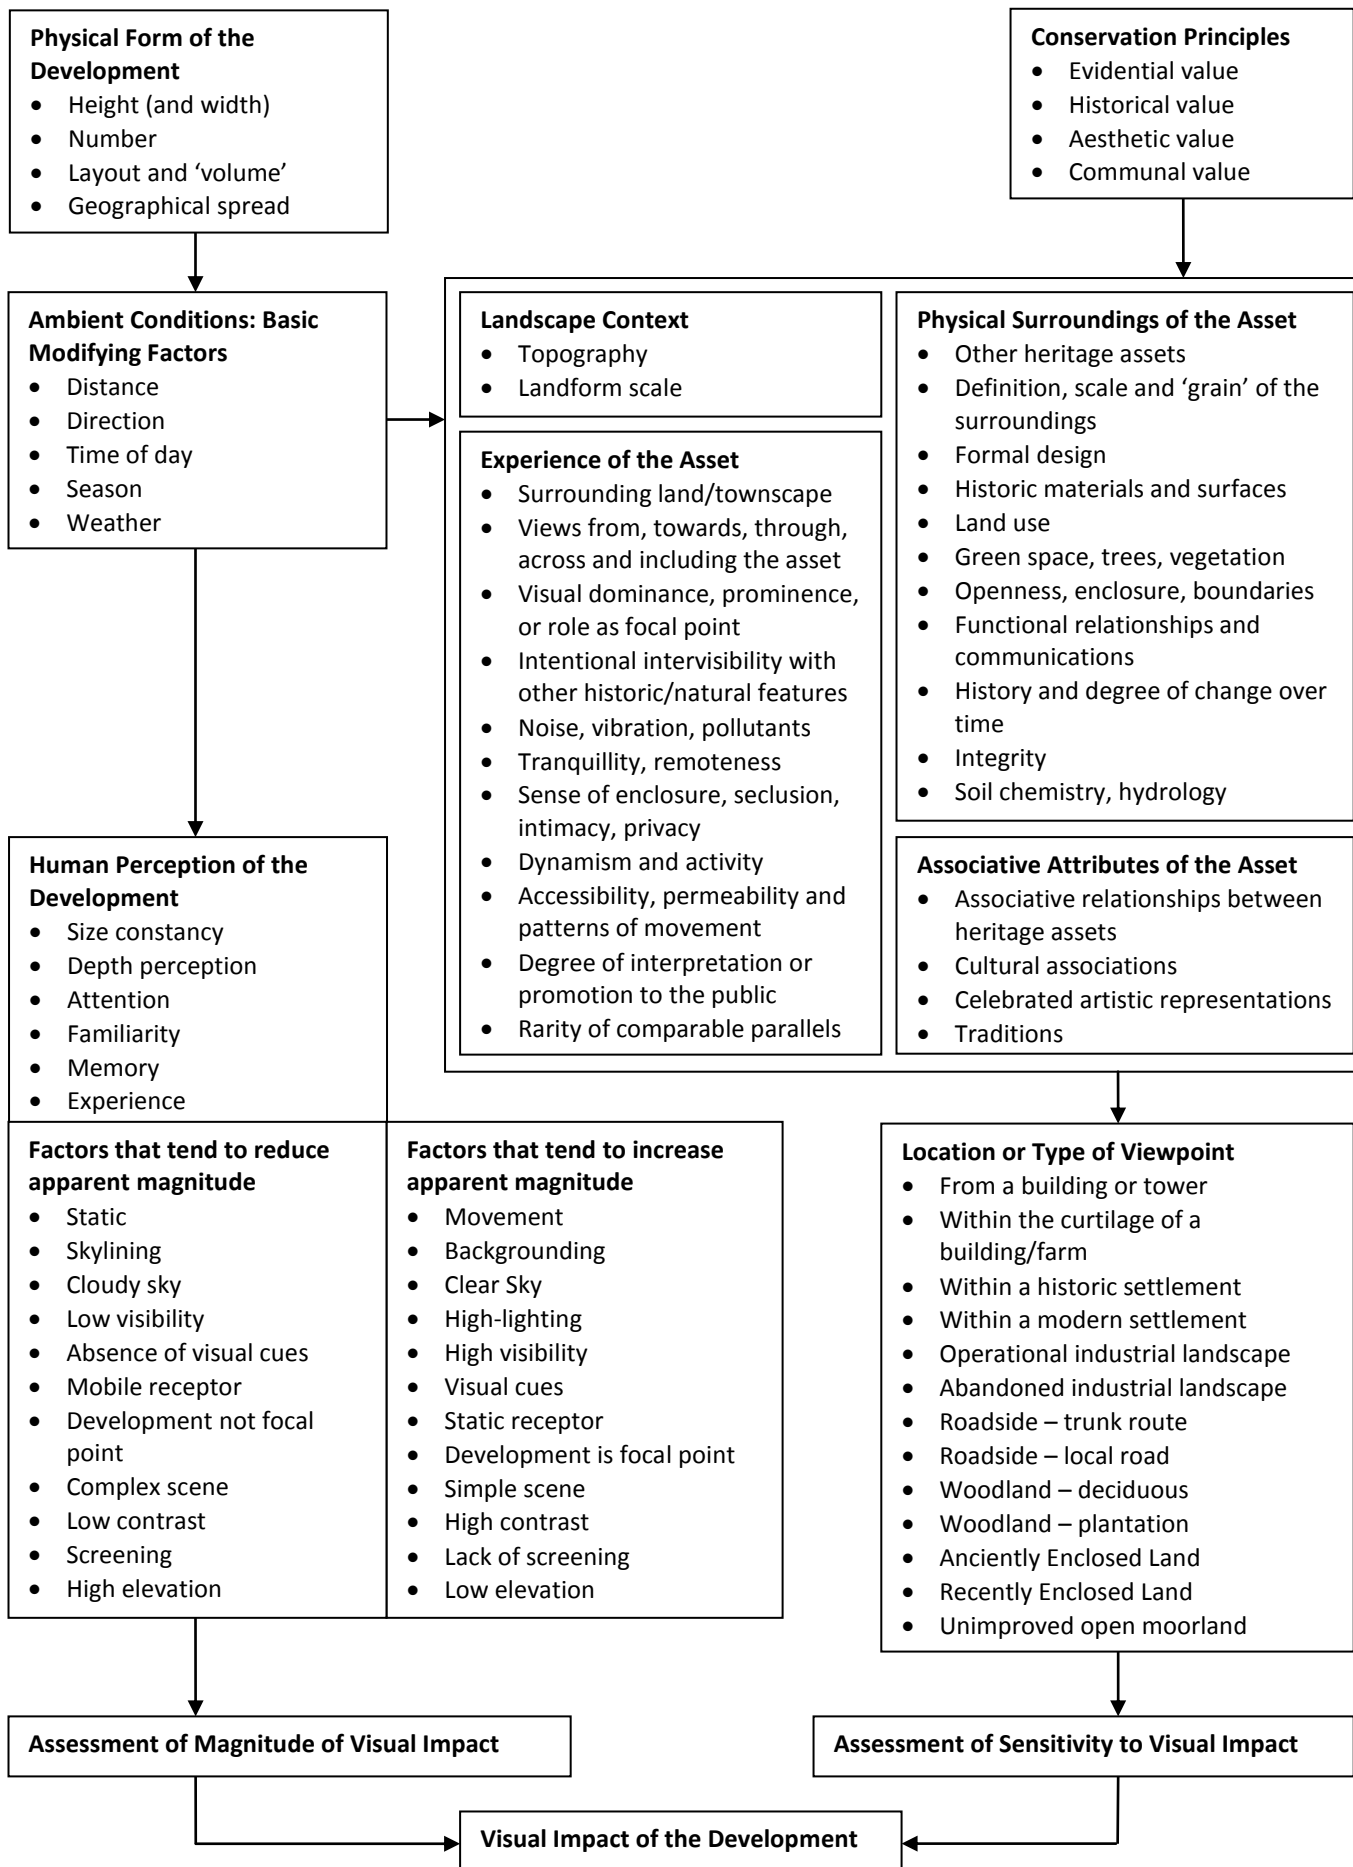 Physical Form of the
Development
• Height (and width)
• Number
• Layout and ‘volume’
• Geographical spread
Conservation Principles
• Evidential value
• Historical value
• Aesthetic value
• Communal value
Ambient Conditions: Basic
Modifying Factors
• Distance
• Direction
• Time of day
• Season
• Weather
Landscape Context
• Topography
• Landform scale
Experience of the Asset
• Surrounding land/townscape
• Views from, towards, through,
across and including the asset
• Visual dominance, prominence,
or role as focal point
• Intentional intervisibility with
other historic/natural features
• Noise, vibration, pollutants
• Tranquillity, remoteness
• Sense of enclosure, seclusion,
intimacy, privacy
• Dynamism and activity
• Accessibility, permeability and
patterns of movement
• Degree of interpretation or
promotion to the public
• Rarity of comparable parallels
Physical Surroundings of the Asset
• Other heritage assets
• Definition, scale and ‘grain’ of the
surroundings
• Formal design
• Historic materials and surfaces
• Land use
• Green space, trees, vegetation
• Openness, enclosure, boundaries
• Functional relationships and
communications
• History and degree of change over
time
• Integrity
• Soil chemistry, hydrology
Associative Attributes of the Asset
• Associative relationships between
heritage assets
• Cultural associations
• Celebrated artistic representations
• Traditions
Human Perception of the
Development
• Size constancy
• Depth perception
• Attention
• Familiarity
• Memory
• Experience
Factors that tend to reduce
apparent magnitude
• Static
• Skylining
• Cloudy sky
• Low visibility
• Absence of visual cues
• Mobile receptor
• Development not focal
point
• Complex scene
• Low contrast
• Screening
• High elevation
Factors that tend to increase
apparent magnitude
• Movement
• Backgrounding
• Clear Sky
• High-lighting
• High visibility
• Visual cues
• Static receptor
• Development is focal point
• Simple scene
• High contrast
• Lack of screening
• Low elevation
Location or Type of Viewpoint
• From a building or tower
• Within the curtilage of a
building/farm
• Within a historic settlement
• Within a modern settlement
• Operational industrial landscape
• Abandoned industrial landscape
• Roadside – trunk route
• Roadside – local road
• Woodland – deciduous
• Woodland – plantation
• Anciently Enclosed Land
• Recently Enclosed Land
• Unimproved open moorland
Assessment of Magnitude of Visual Impact
Assessment of Sensitivity to Visual Impact
Visual Impact of the Development